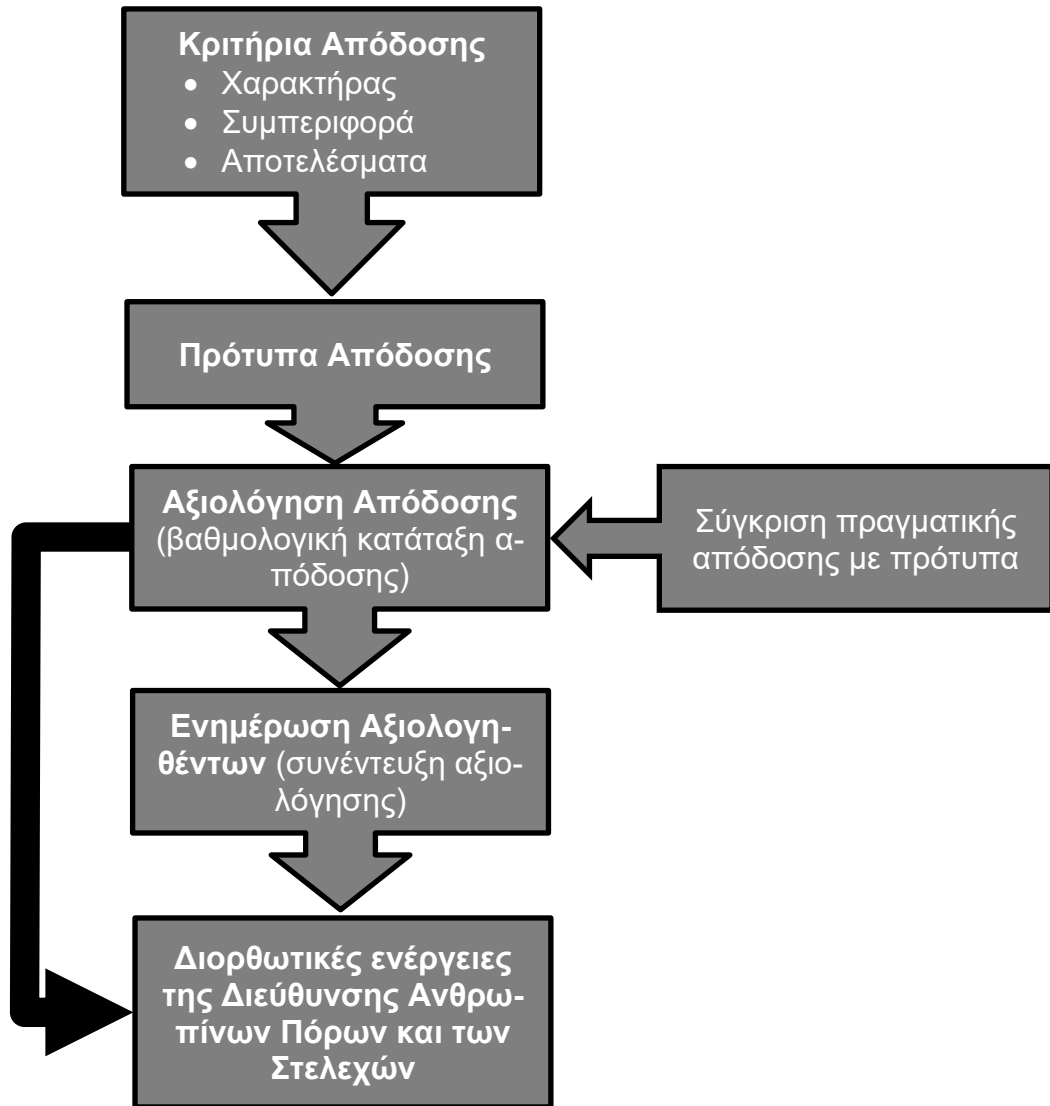 Κριτήρια Απόδοσης
• Χαρακτήρας
• Συμπεριφορά
• Αποτελέσματα
Πρότυπα Απόδοσης
Αξιολόγηση Απόδοσης
(βαθμολογική κατάταξη α-
πόδοσης)
Σύγκριση πραγματικής
απόδοσης με πρότυπα
Ενημέρωση Αξιολογη-
θέντων (συνέντευξη αξιο-
λόγησης)
Διορθωτικές ενέργειες
της Διεύθυνσης Ανθρω-
πίνων Πόρων και των
Στελεχών